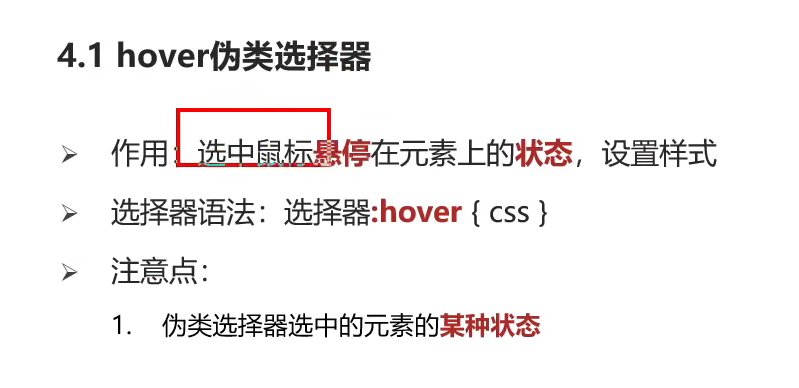 4.1 hover伪类选择器
作用：选中鼠标悬停在元素上的状态，设置样式
选择器语法：选择器:hover { css }
注意点：
1. 伪类选择器选中的元素的某种状态